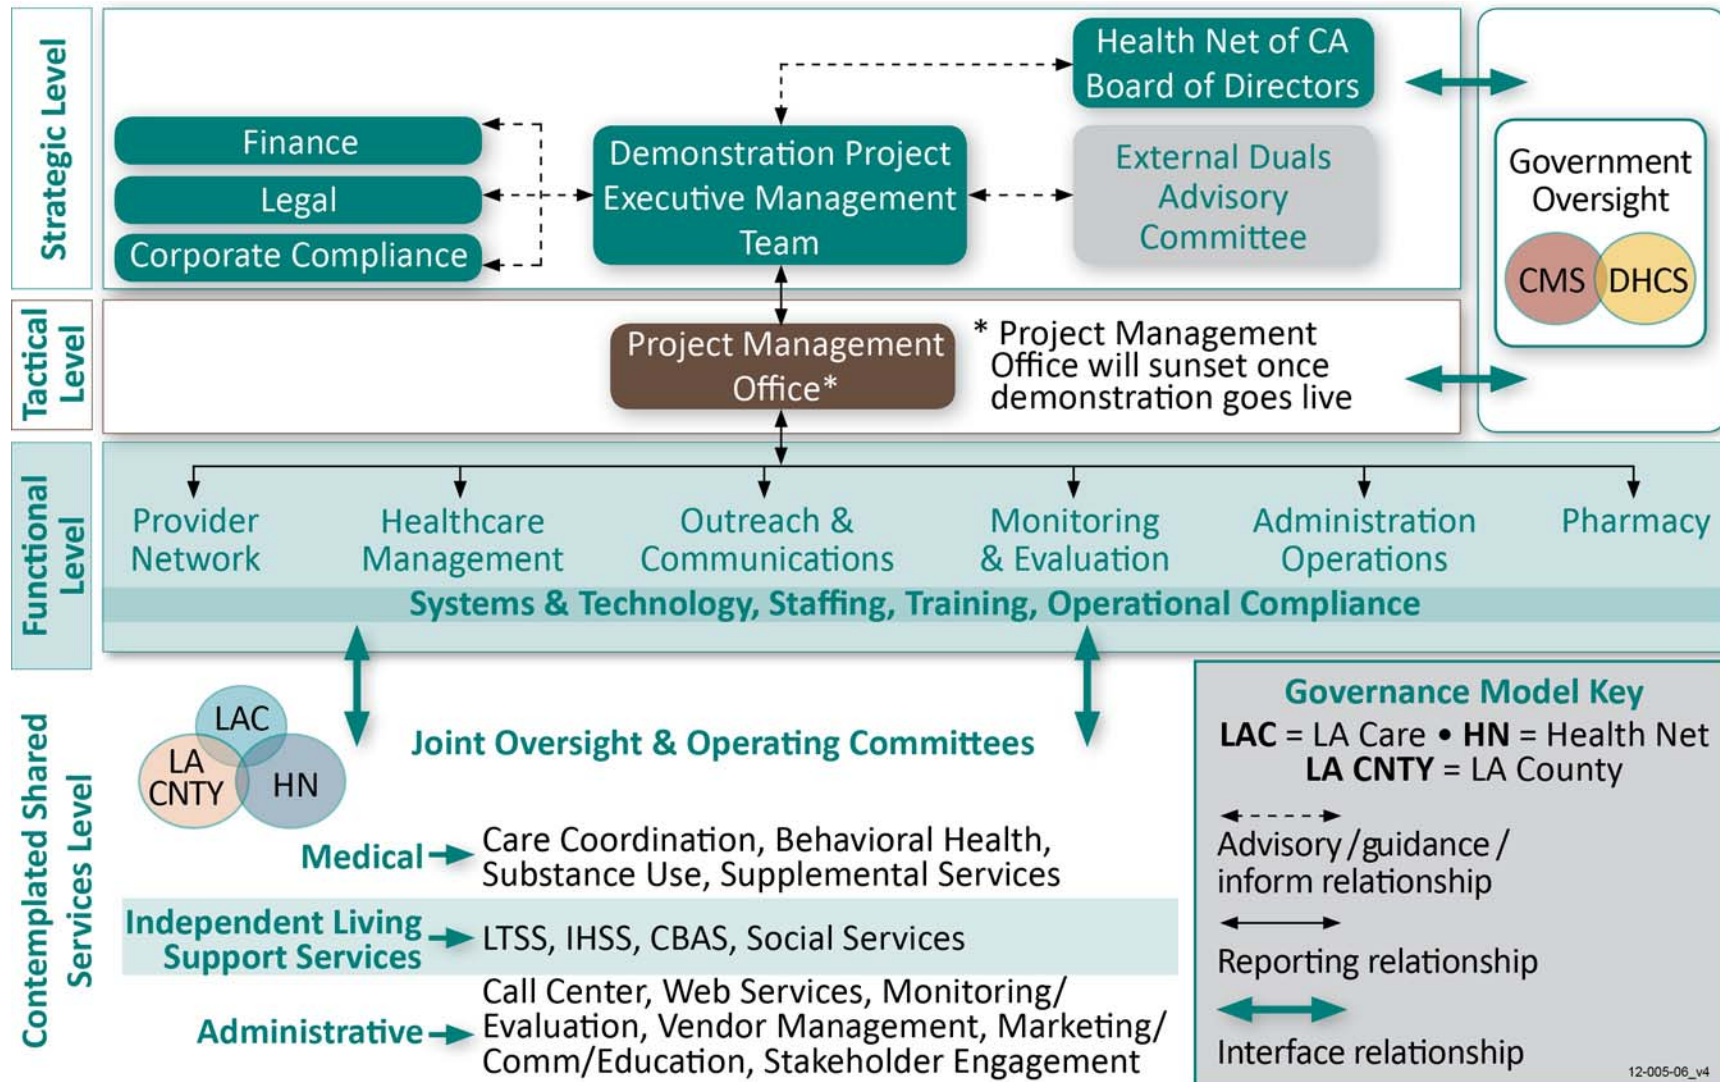 Strategic Level
Health Net of CA
Board of Directors
Finance
Legal
Corporate Compliance
Demonstration Project
Executive Management
Team
External Duals
Advisory
Committee
Government
Oversight
CMS
DHCS
Tactical
Level
Project Management
Office*
* Project Management
Office will sunset once
demonstration goes live
Functional
Level
Provider
Network
Healthcare
Management
Outreach &
Communications
Monitoring
& Evaluation
Administration
Operations
Pharmacy
Systems & Technology, Staffing, Training, Operational Compliance
Contemplated Shared
Services Level
LAC
LA
CNTY
HN
Joint Oversight & Operating Committees
Medical
Care Coordination, Behavioral Health,
Substance Use, Supplemental Services
Independent Living
Support Services
LTSS, IHSS, CBAS, Social Services
Administrative
Call Center, Web Services, Monitoring/
Evaluation, Vendor Management, Marketing/
Comm/Education, Stakeholder Engagement
Governance Model Key
LAC = LA Care • HN = Health Net
LA CNTY = LA County
Advisory/guidance/
inform relationship
Reporting relationship
Interface relationship
12-005-06_v4